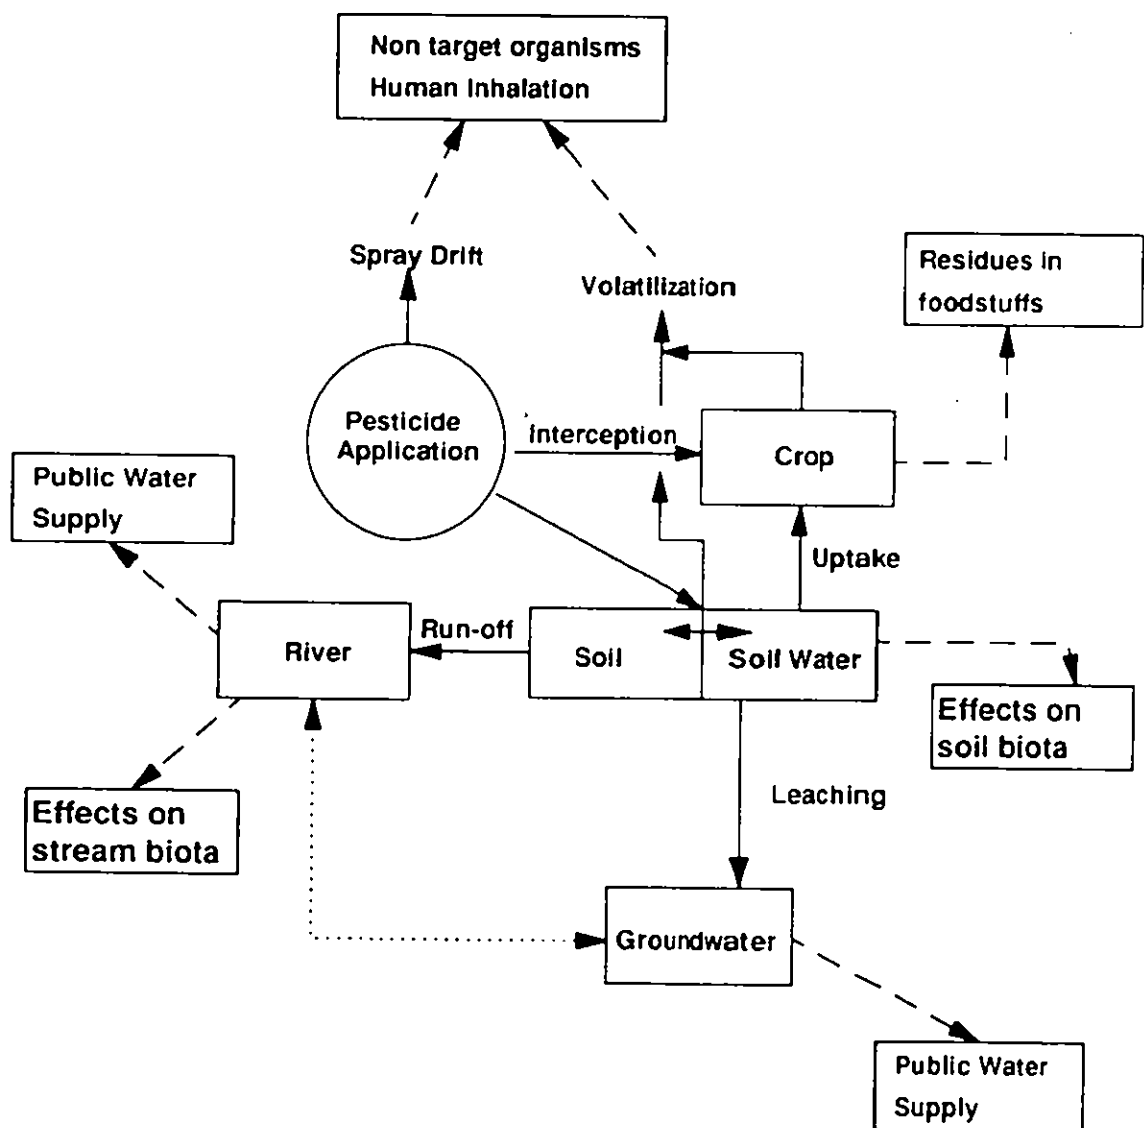 Non target organisms
Human Inhalation
Spray Drift
Volatilization
Residues in
foodstuffs
Pesticide
Application
Interception
Crop
Public Water
Supply
Uptake
River
Run-off
Soil
Soil Water
Effects on
soil biota
Effects on
stream biota
Leaching
Groundwater
Public Water
Supply